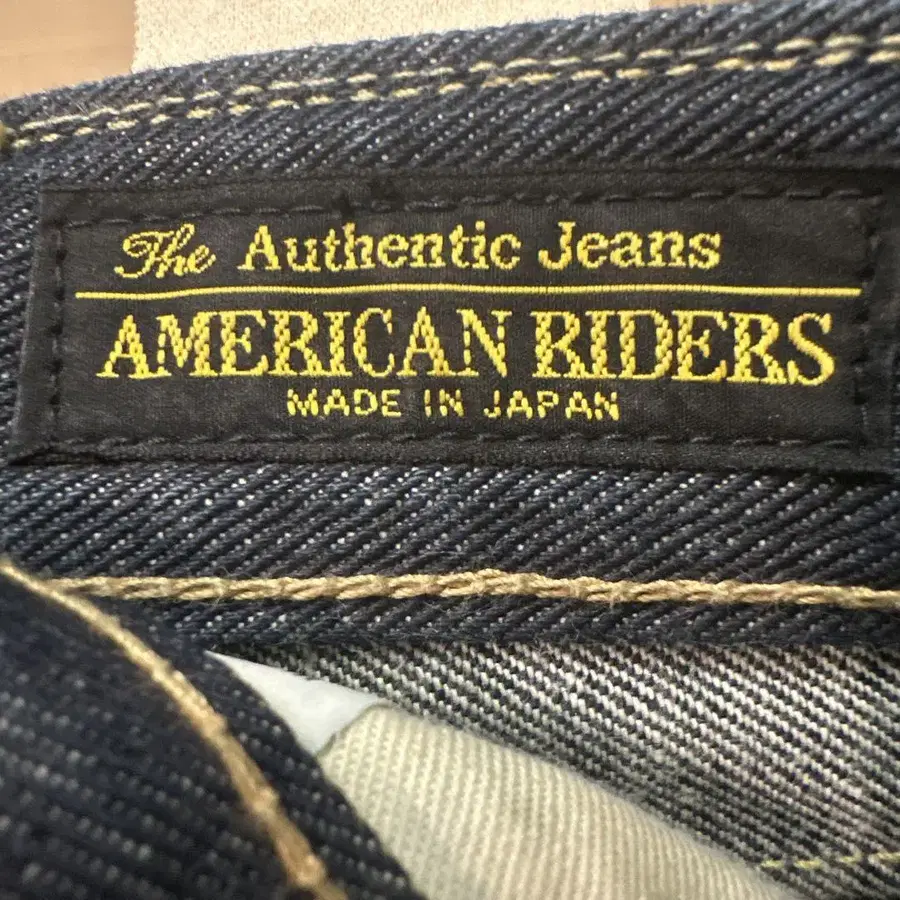 The Authentic Jeans
AMERICAN RIDERS
MADE IN JAPAN